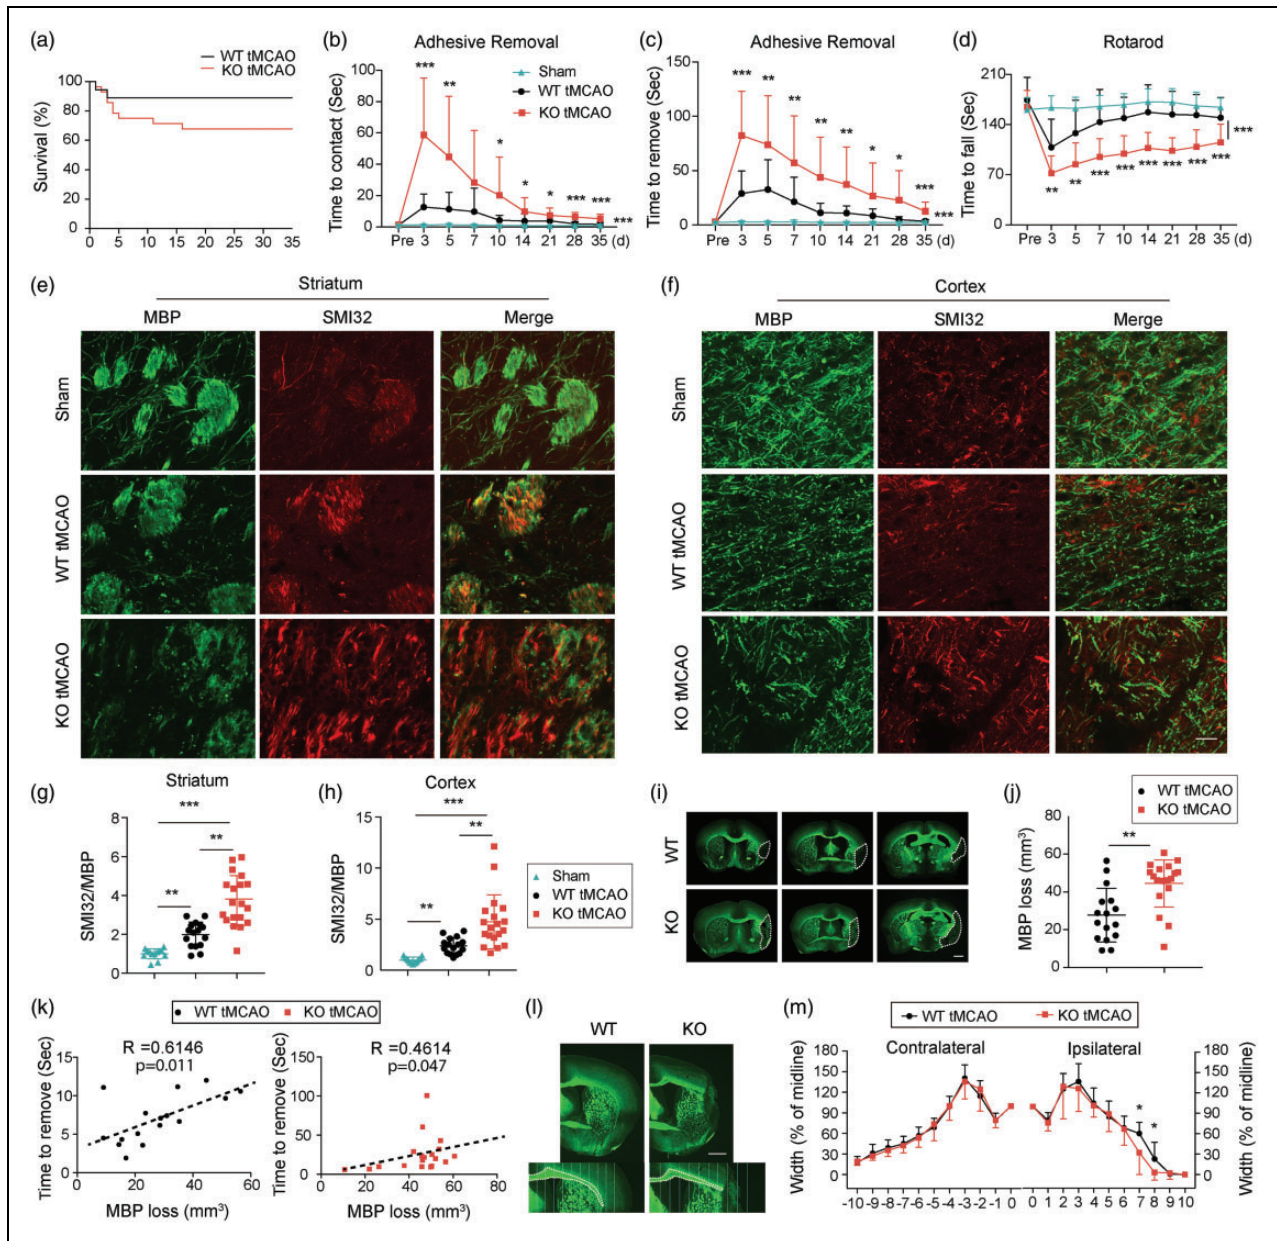 (a)
WT tMCAO
KO tMCAO
Survival (%)
100
80
60
40
20
0
0 5 10 15 20 25 30 35
(b)
Adhesive Removal
Time to contact (Sec)
100
80
60
40
20
0
Sham
WT tMCAO
KO tMCAO
*** ** * * * *** *** ***
Pre 3 5 7 10 14 21 28 35 (d)
(c)
Adhesive Removal
Time to remove (Sec)
150
100
50
0
*** ** ** ** ** * * *** ***
Pre 3 5 7 10 14 21 28 35 (d)
(d)
Rotarod
Time to fall (Sec)
210
140
70
0
***
** ** *** *** *** *** *** ***
Pre 3 5 7 10 14 21 28 35 (d)
(e)
Striatum
MBP SMI32 Merge
Sham
WT tMCAO
KO tMCAO
(f)
Cortex
MBP SMI32 Merge
Sham
WT tMCAO
KO tMCAO
(g)
Striatum
SMI32/MBP
8
6
4
2
0
***
**
**
(h)
Cortex
SMI32/MBP
15
10
5
0
***
**
**
Sham
WT tMCAO
KO tMCAO
(i)
WT
KO
(j)
WT tMCAO
KO tMCAO
MBP loss (mm³)
80
60
40
20
0
**
(k)
WT tMCAO KO tMCAO
Time to remove (Sec)
15
10
5
0
R =0.6146
p=0.011
0 20 40 60
MBP loss (mm³)
Time to remove (Sec)
150
100
50
0
R =0.4614
p=0.047
0 20 40 60 80
MBP loss (mm³)
(l)
WT KO
(m)
WT tMCAO
KO tMCAO
Contralateral Ipsilateral
Width (% of midline)
180
150
120
90
60
30
0
-10 -9 -8 -7 -6 -5 -4 -3 -2 -1 0
* *
0 1 2 3 4 5 6 7 8 9 10
180
150
120
90
60
30
0
Width (% of midline)